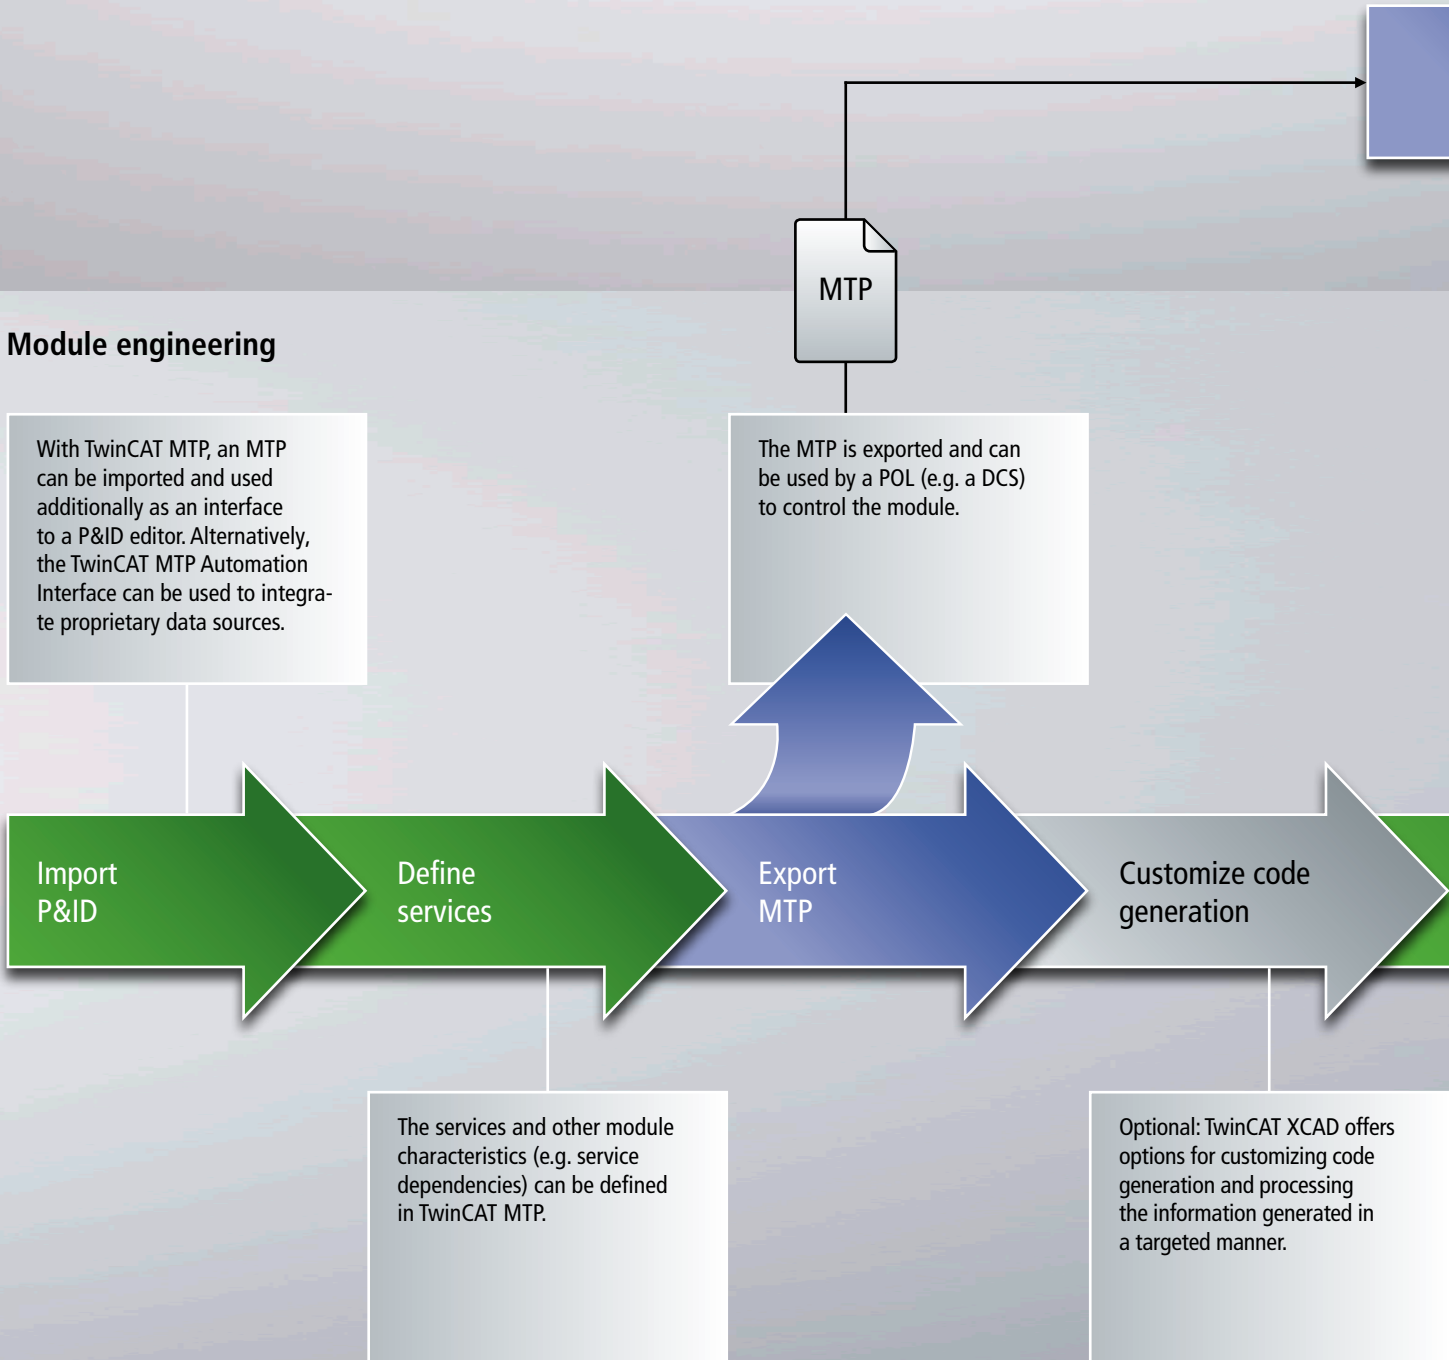 MTP
Module engineering
With TwinCAT MTP, an MTP
can be imported and used
additionally as an interface
to a P&ID editor. Alternatively,
the TwinCAT MTP Automation
Interface can be used to integra-
te proprietary data sources.
The MTP is exported and can
be used by a POL (e.g. a DCS)
to control the module.
Import
P&ID
Define
services
Export
MTP
Customize code
generation
The services and other module
characteristics (e.g. service
dependencies) can be defined
in TwinCAT MTP.
Optional: TwinCAT XCAD offers
options for customizing code
generation and processing
the information generated in
a targeted manner.